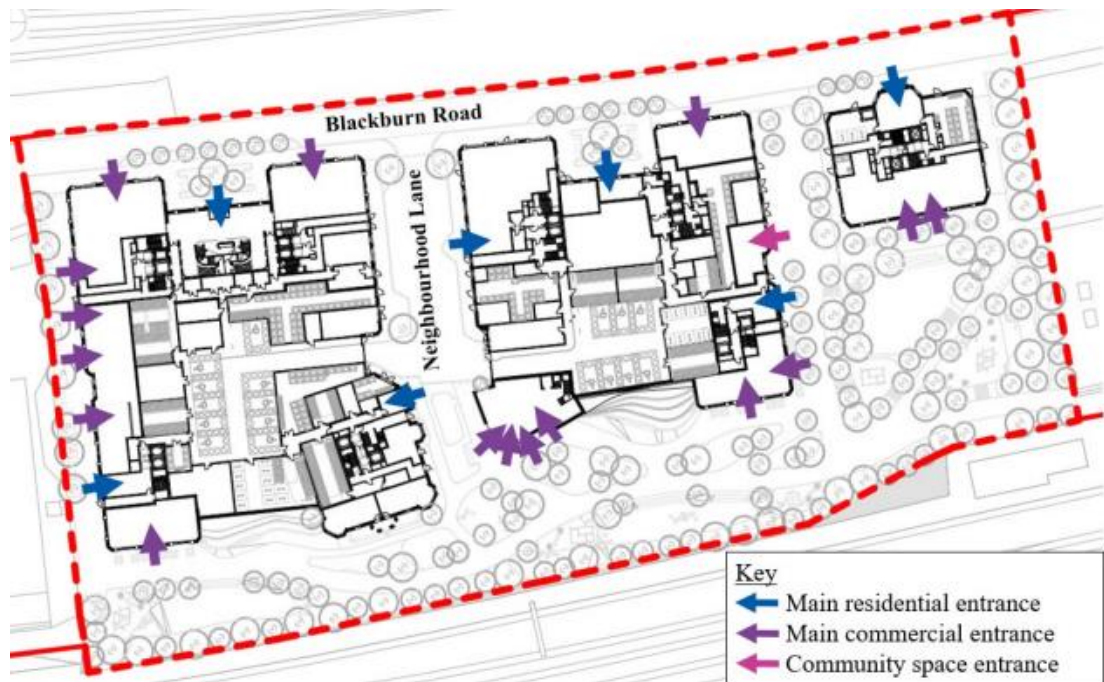 Blackburn Road
Neighbourhood Lane
Key
Main residential entrance
Main commercial entrance
Community space entrance